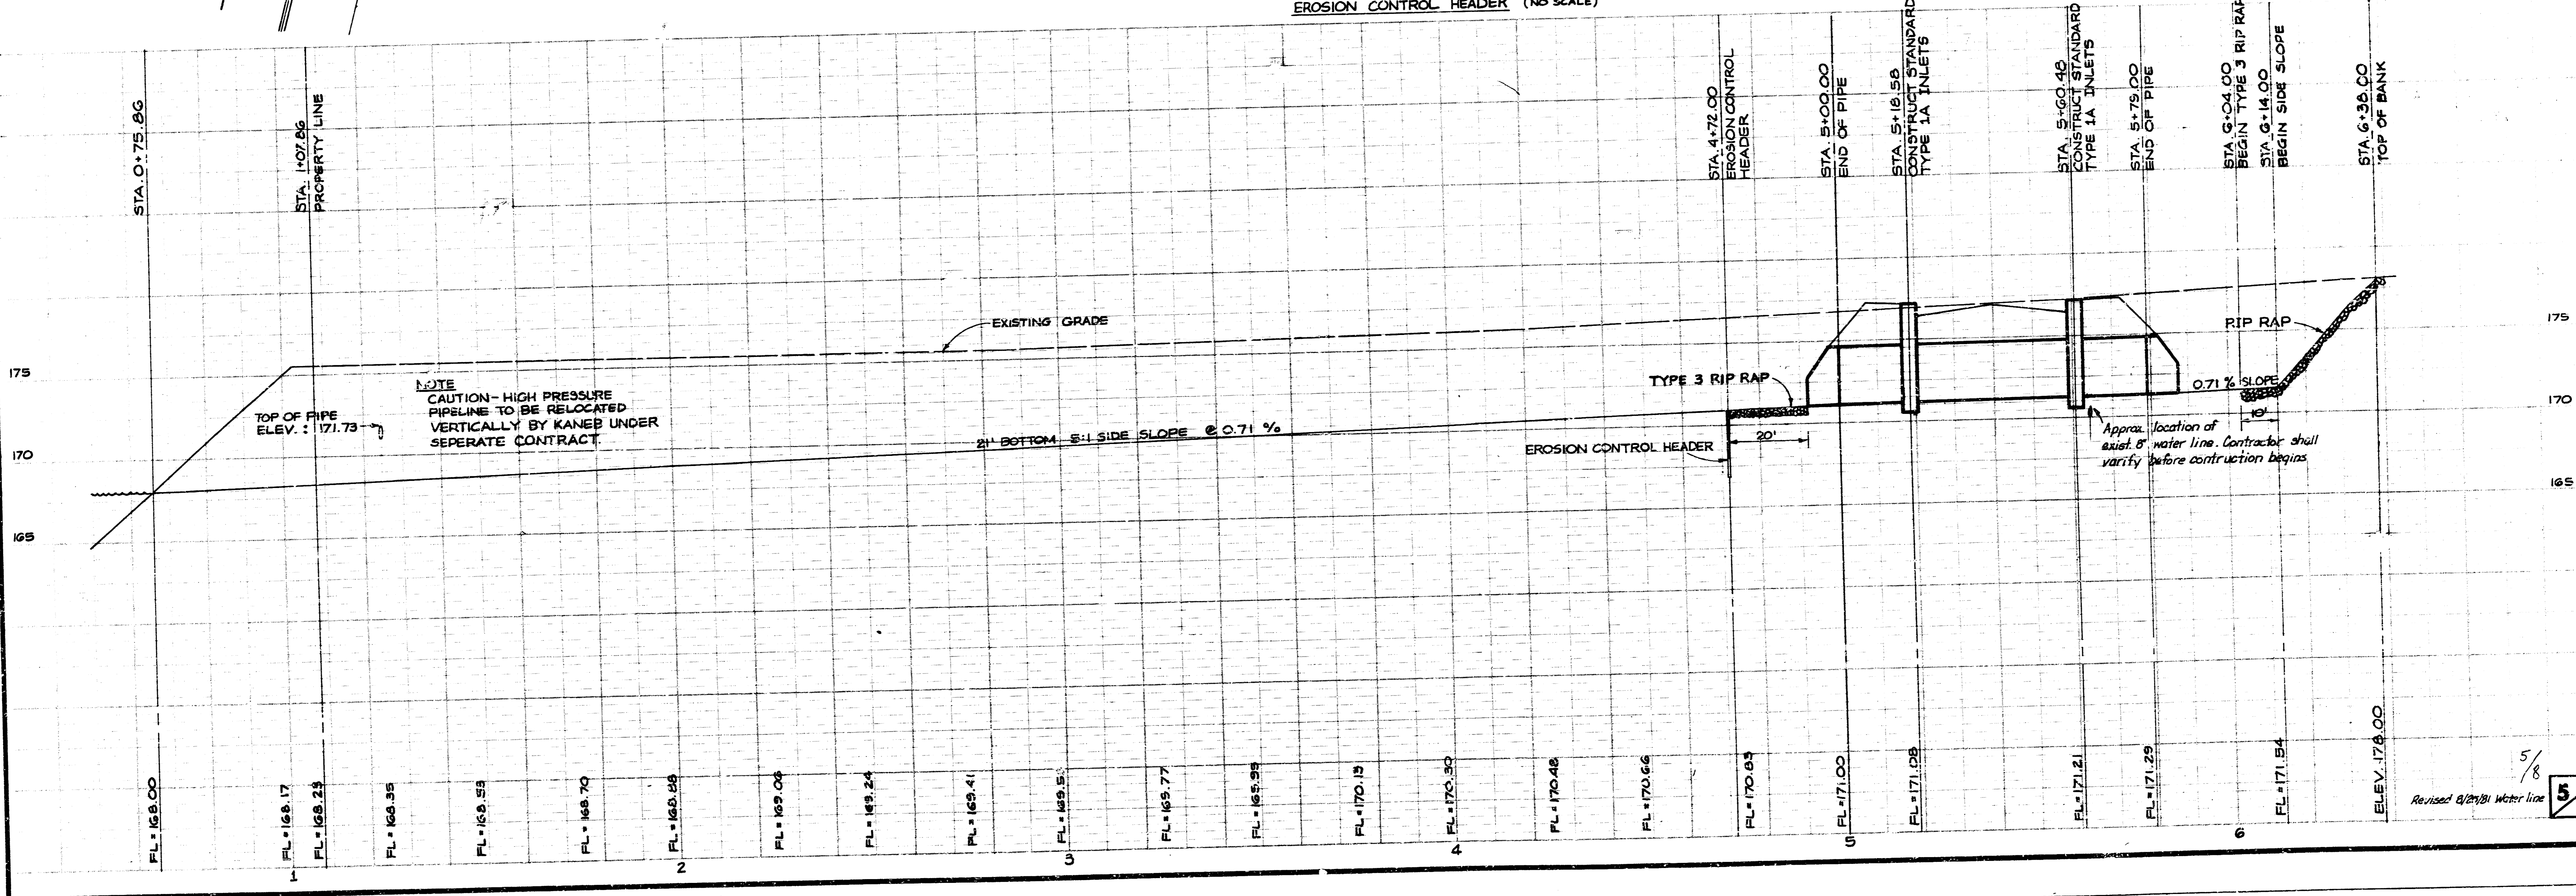 EROSION CONTROL HEADER (NO SCALE)
STA. 0+75.86
STA. 1+07.86
PROPERTY LINE
STA. 4+72.00
EROSION CONTROL
HEADER
STA. 5+00.00
END OF PIPE
STA. 5+18.58
CONSTRUCT STANDARD
TYPE 1A INLETS
STA. 5+60.48
CONSTRUCT STANDARD
TYPE 1A INLETS
STA. 5+75.00
END OF PIPE
STA. 6+04.00
BEGIN TYPE 3 RIP RAP
STA. 6+14.00
BEGIN SIDE SLOPE
STA. 6+38.00
TOP OF BANK
EXISTING GRADE
RIP RAP
175
175
NOTE
CAUTION - HIGH PRESSURE
PIPELINE TO BE RELOCATED
VERTICALLY BY KANEB UNDER
SEPERATE CONTRACT.
TOP OF PIPE
ELEV. : 171.73
TYPE 3 RIP RAP
0.71 % SLOPE
10'
170
170
21' BOTTOM 5:1 SIDE SLOPE @ 0.71 %
20'
EROSION CONTROL HEADER
Approx. location of
exist. 8" water line. Contractor shall
varify before contruction begins
165
165
FL = 168.00
FL = 168.17
FL = 168.23
FL = 168.35
FL = 168.53
FL = 168.70
FL = 168.88
FL = 169.06
FL = 169.24
FL = 169.41
FL = 169.5
FL = 169.77
FL = 169.95
FL = 170.13
FL = 170.30
FL = 170.48
FL = 170.66
FL = 170.83
FL = 171.00
FL = 171.08
FL = 171.21
FL = 171.29
FL = 171.54
ELEV. 178.00
5/8
Revised 8/25/81 Water line
5
1
2
3
4
5
6